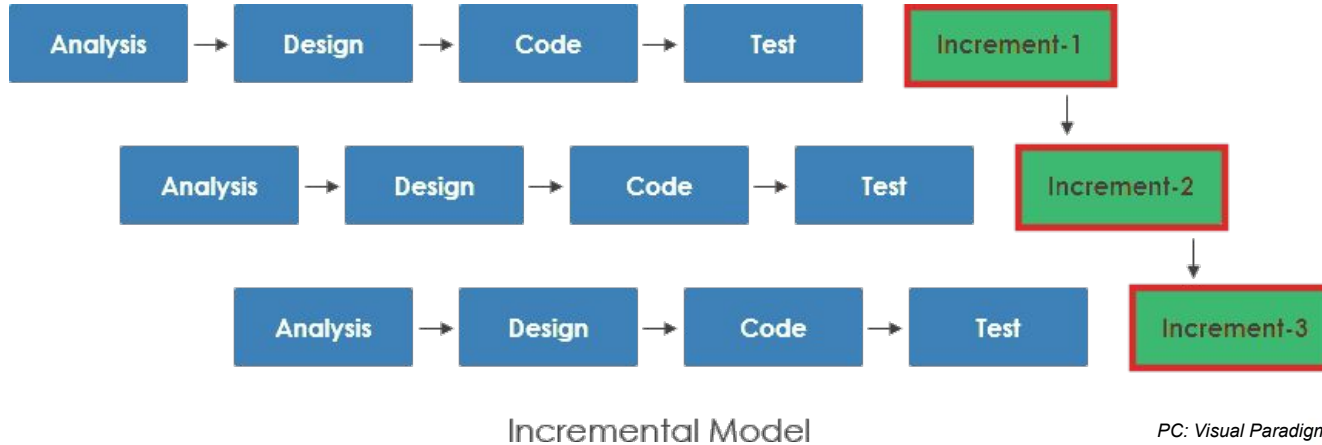 Analysis Design Code Test Increment-1
Analysis Design Code Test Increment-2
Analysis Design Code Test Increment-3
Incremental Model
PC: Visual Paradigm